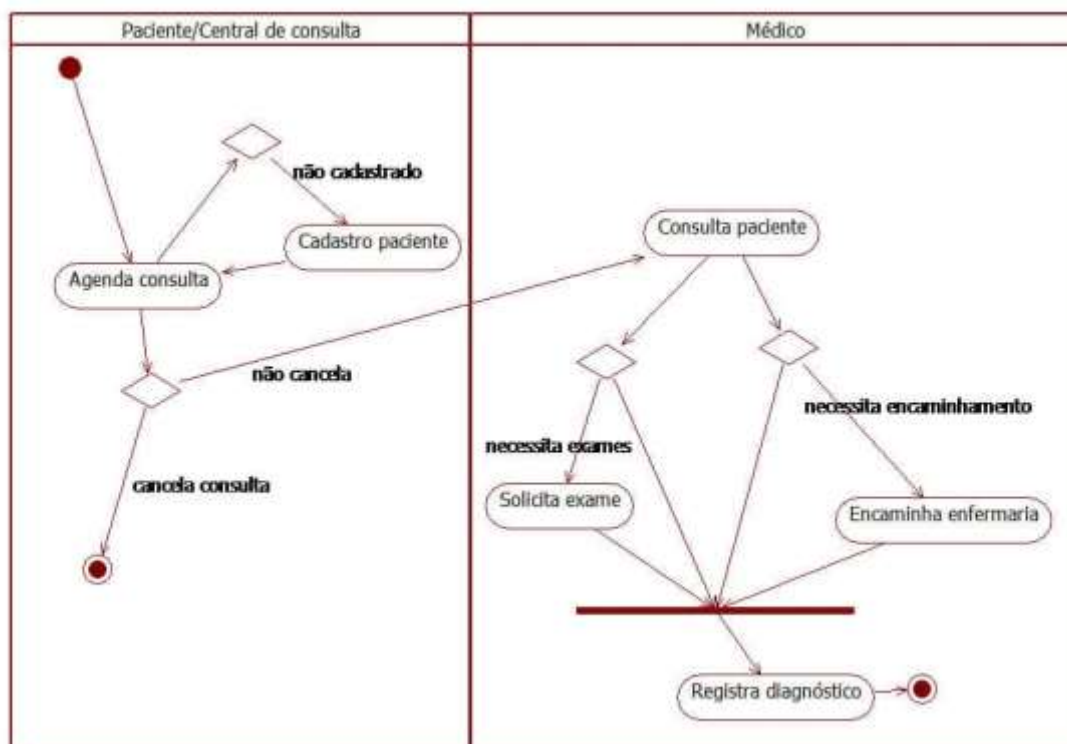 Paciente/Central de consulta
Médico
não cadastrado
Cadastro paciente
Agenda consulta
não cancela
cancela consulta
Consulta paciente
necessita encaminhamento
necessita exames
Solicita exame
Encaminha enfermaria
Registra diagnóstico